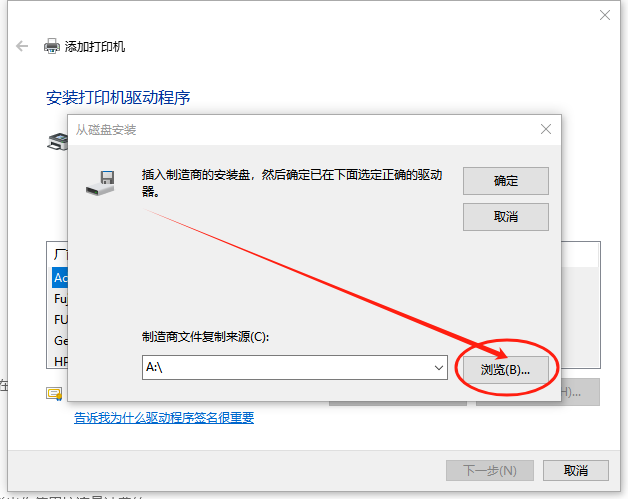 添加打印机
安装打印机驱动程序
从磁盘安装
插入制造商的安装盘，然后确定已在下面选定正确的驱动
器。
确定
取消
厂
Ac
Fuj
FU
Ge
HP
制造商文件复制来源(C):
A:\
浏览(B)...
H)...
告诉我为什么驱动程序签名很重要
下一步(N)
取消